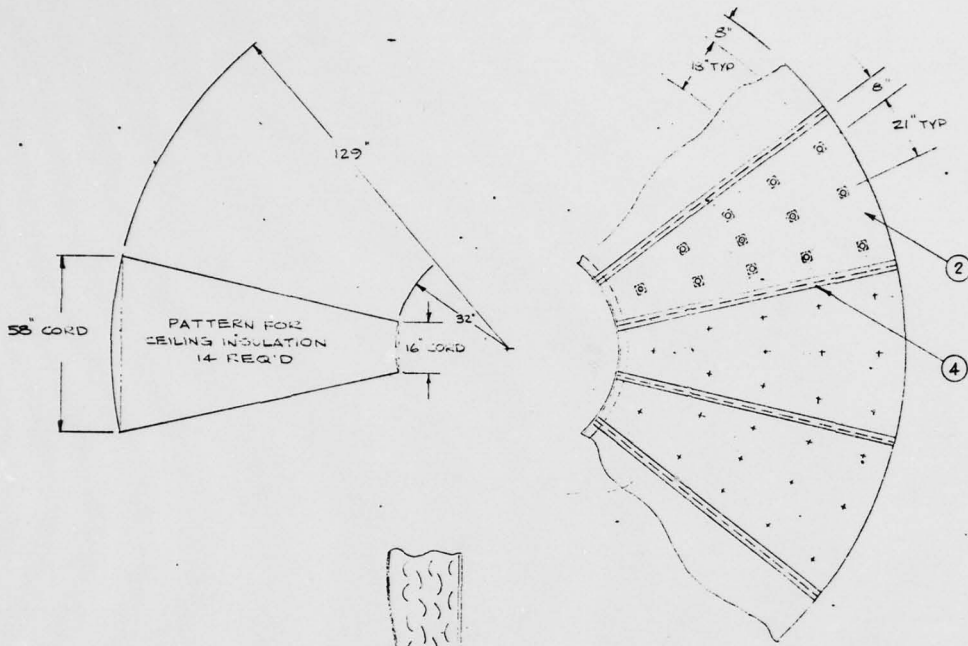 129"
58" CORD
PATTERN FOR
CEILING INSULATION
14 REQ'D
32"
16" CORD
8"
18" TYP
8"
21" TYP
2
4